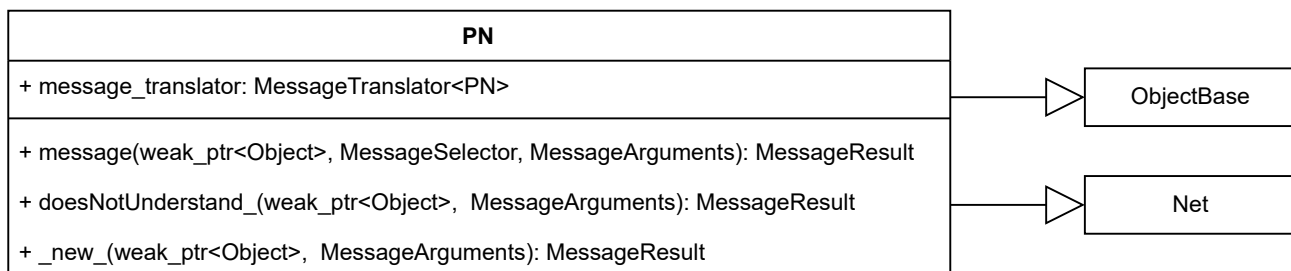 PN
+ message_translator: MessageTranslator<PN>
ObjectBase
+ message(weak_ptr<Object>, MessageSelector, MessageArguments): MessageResult
+ doesNotUnderstand_(weak_ptr<Object>,  MessageArguments): MessageResult
Net
+ _new_(weak_ptr<Object>,  MessageArguments): MessageResult